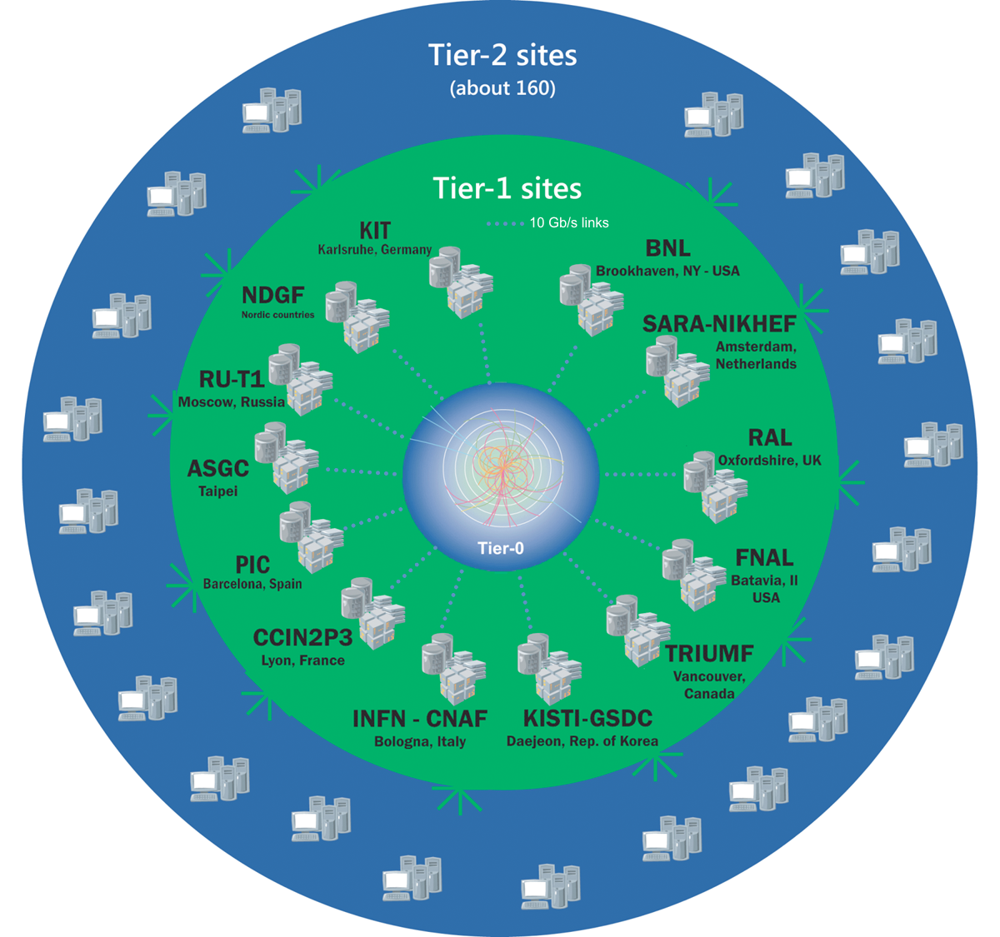 Tier-2 sites
(about 160)
Tier-1 sites
10 Gb/s links
KIT
Karlsruhe, Germany
BNL
Brookhaven, NY - USA
NDGF
Nordic countries
SARA-NIKHEF
Amsterdam,
Netherlands
RU-T1
Moscow, Russia
RAL
Oxfordshire, UK
ASGC
Taipei
Tier-0
PIC
Barcelona, Spain
FNAL
Batavia, Il
USA
CCIN2P3
Lyon, France
TRIUMF
Vancouver,
Canada
INFN - CNAF
Bologna, Italy
KISTI-GSDC
Daejeon, Rep. of Korea